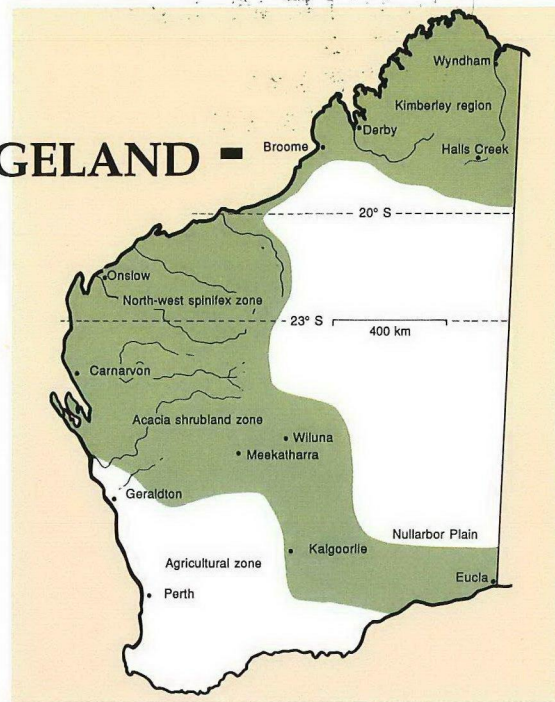 Wyndham
Kimberley region
Derby
GELAND -
Broome
Halls Creek
20° S
Onslow
North-west spinifex zone
23° S
400 km
Carnarvon
Acacia shrubland zone
Wiluna
Meekatharra
Geraldton
Nullarbor Plain
Kalgoorlie
Agricultural zone
Eucla
Perth